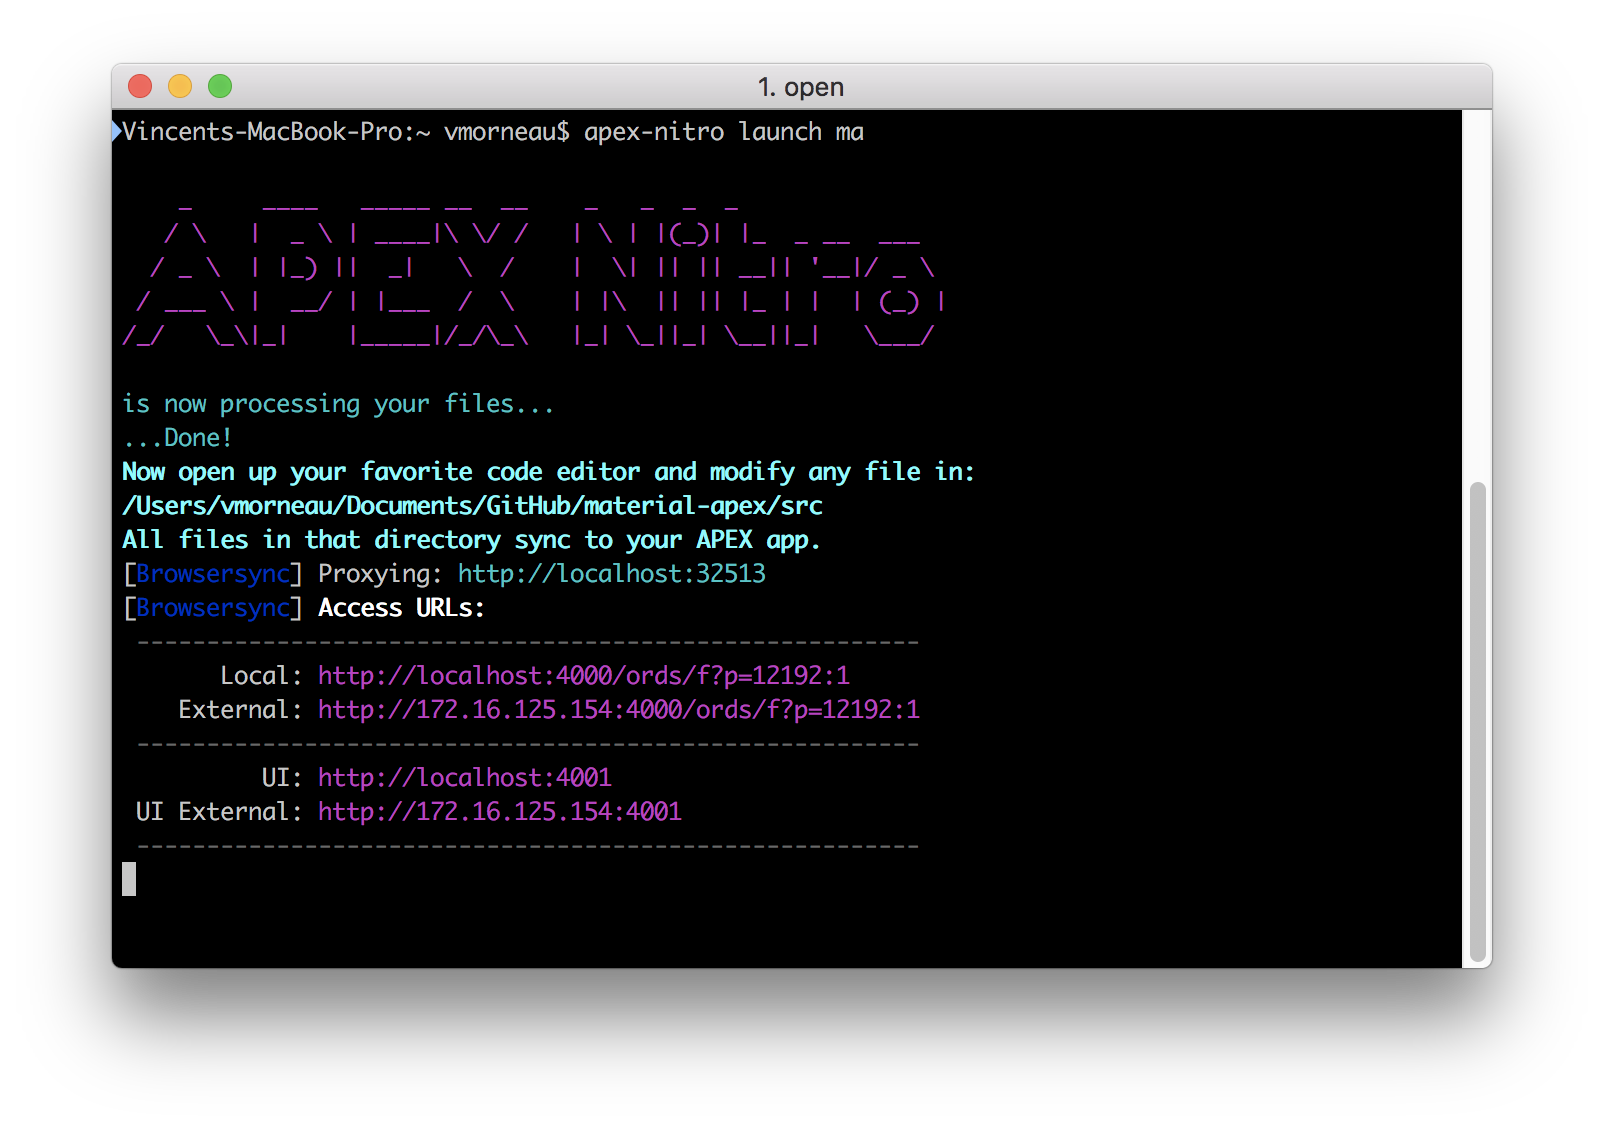 1. open
Vincents-MacBook-Pro:~ vmorneau$ apex-nitro launch ma
APEX Nitro
is now processing your files...
...Done!
Now open up your favorite code editor and modify any file in:
/Users/vmorneau/Documents/GitHub/material-apex/src
All files in that directory sync to your APEX app.
[Browsersync] Proxying: http://localhost:32513
[Browsersync] Access URLs:
--------------------------------------------------------
Local: http://localhost:4000/ords/f?p=12192:1
External: http://172.16.125.154:4000/ords/f?p=12192:1
--------------------------------------------------------
UI: http://localhost:4001
UI External: http://172.16.125.154:4001
--------------------------------------------------------